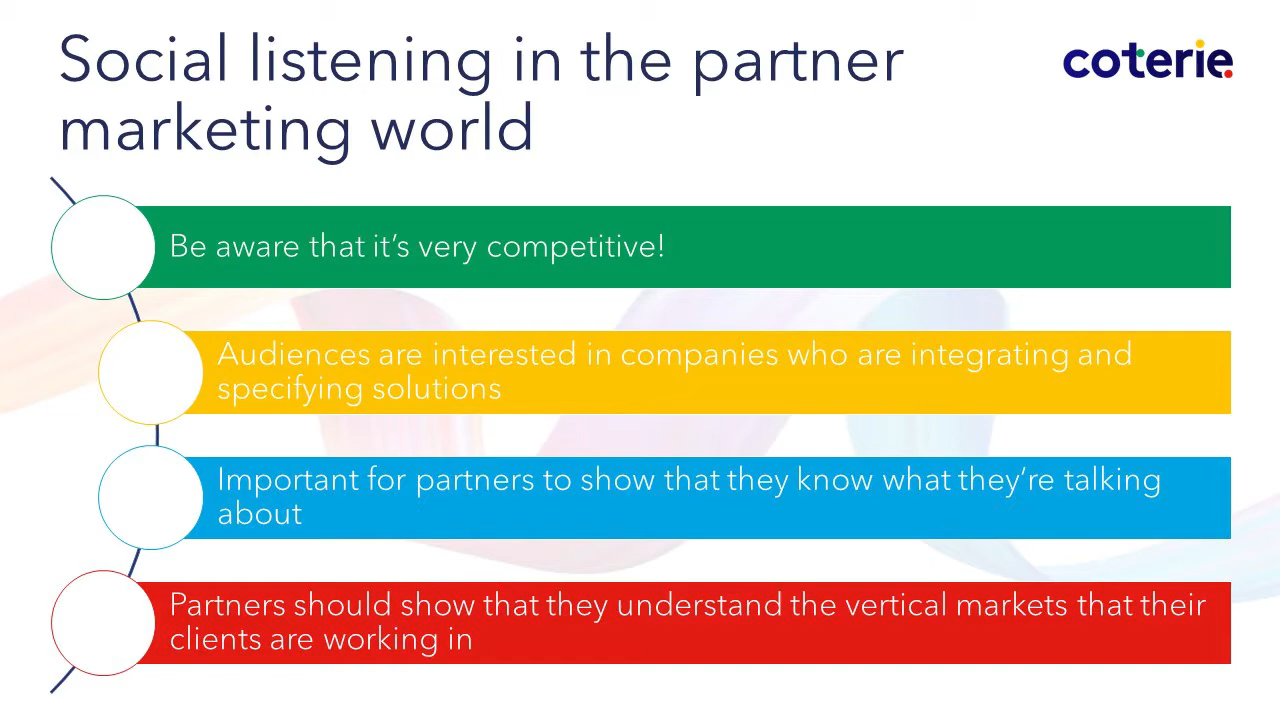 Social listening in the partner
marketing world
coterie.
Be aware that it’s very competitive!
Audiences are interested in companies who are integrating and
specifying solutions
Important for partners to show that they know what they’re talking
about
Partners should show that they understand the vertical markets that their
clients are working in